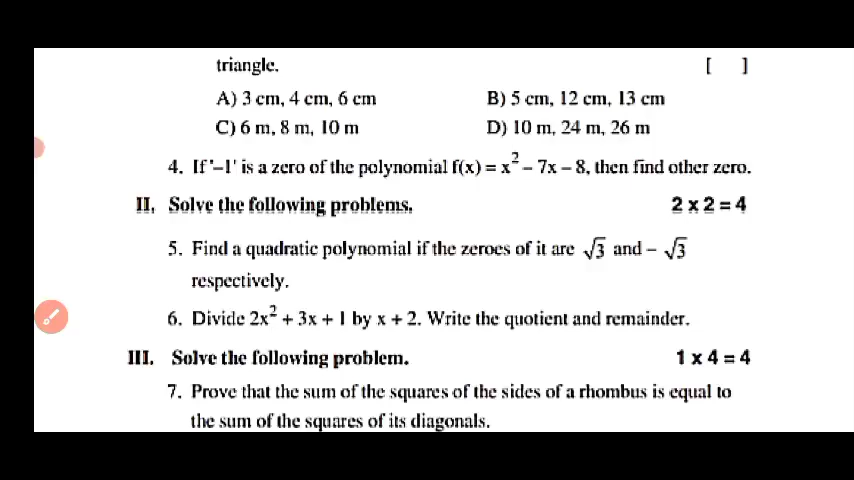 triangle. [ ]
A) 3 cm, 4 cm, 6 cm B) 5 cm, 12 cm, 13 cm
C) 6 m, 8 m, 10 m D) 10 m, 24 m, 26 m
4. If '–1' is a zero of the polynomial f(x) = x² – 7x – 8, then find other zero.
II. Solve the following problems. 2 x 2 = 4
5. Find a quadratic polynomial if the zeroes of it are √3 and – √3
respectively.
6. Divide 2x² + 3x + 1 by x + 2. Write the quotient and remainder.
III. Solve the following problem. 1 x 4 = 4
7. Prove that the sum of the squares of the sides of a rhombus is equal to
the sum of the squares of its diagonals.